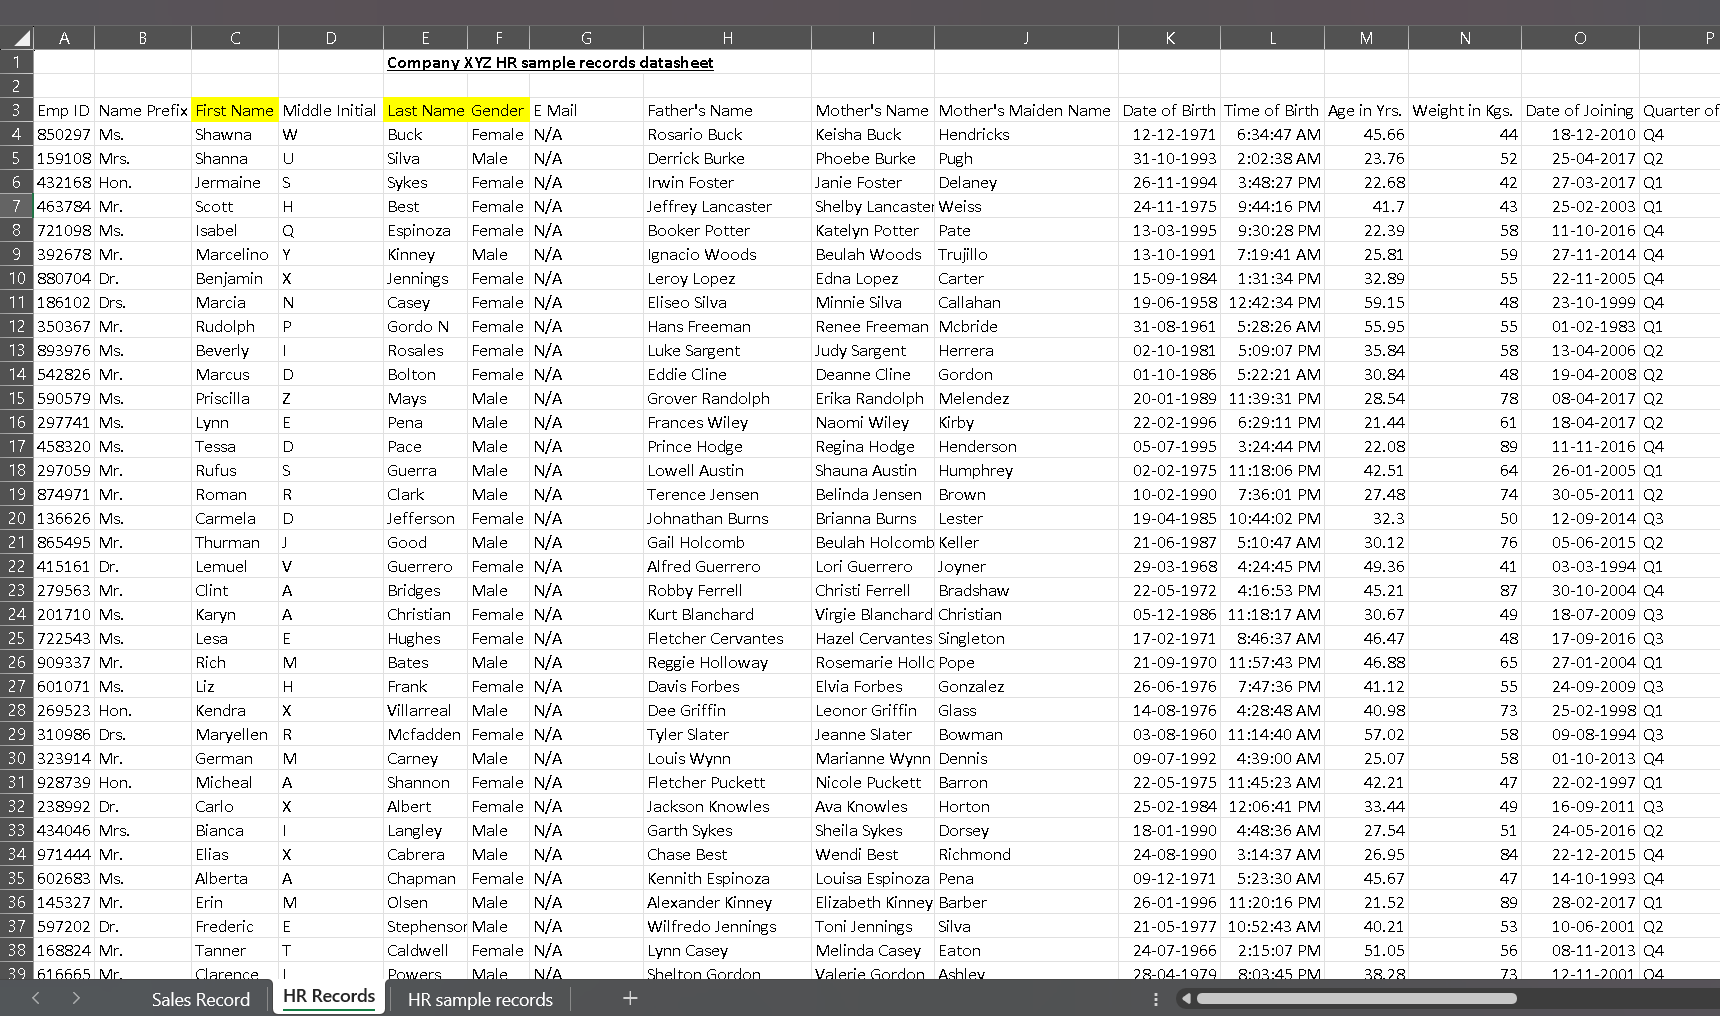 A B C D E F G H I J K L M N O P
1 Company XYZ HR sample records datasheet
2
3 Emp ID Name Prefix First Name Middle Initial Last Name Gender E Mail Father's Name Mother's Name Mother's Maiden Name Date of Birth Time of Birth Age in Yrs. Weight in Kgs. Date of Joining Quarter of
4 850297 Ms. Shawna W Buck Female N/A Rosario Buck Keisha Buck Hendricks 12-12-1971 6:34:47 AM 45.66 44 18-12-2010 Q4
5 159108 Mrs. Shanna U Silva Male N/A Derrick Burke Phoebe Burke Pugh 31-10-1993 2:02:38 AM 23.76 52 25-04-2017 Q2
6 432168 Hon. Jermaine S Sykes Female N/A Irwin Foster Janie Foster Delaney 26-11-1994 3:48:27 PM 22.68 42 27-03-2017 Q1
7 463784 Mr. Scott H Best Female N/A Jeffrey Lancaster Shelby Lancaster Weiss 24-11-1975 9:44:16 PM 41.7 43 25-02-2003 Q1
8 721098 Ms. Isabel Q Espinoza Female N/A Booker Potter Katelyn Potter Pate 13-03-1995 9:30:28 PM 22.39 58 11-10-2016 Q4
9 392678 Mr. Marcelino Y Kinney Male N/A Ignacio Woods Beulah Woods Trujillo 13-10-1991 7:19:41 AM 25.81 59 27-11-2014 Q4
10 880704 Dr. Benjamin X Jennings Female N/A Leroy Lopez Edna Lopez Carter 15-09-1984 1:31:34 PM 32.89 55 22-11-2005 Q4
11 186102 Drs. Marcia N Casey Female N/A Eliseo Silva Minnie Silva Callahan 19-06-1958 12:42:34 PM 59.15 48 23-10-1999 Q4
12 350367 Mr. Rudolph P Gordo N Female N/A Hans Freeman Renee Freeman Mcbride 31-08-1961 5:28:26 AM 55.95 55 01-02-1983 Q1
13 893976 Ms. Beverly I Rosales Female N/A Luke Sargent Judy Sargent Herrera 02-10-1981 5:09:07 PM 35.84 58 13-04-2006 Q2
14 542826 Mr. Marcus D Bolton Female N/A Eddie Cline Deanne Cline Gordon 01-10-1986 5:22:21 AM 30.84 48 19-04-2008 Q2
15 590579 Ms. Priscilla Z Mays Male N/A Grover Randolph Erika Randolph Melendez 20-01-1989 11:39:31 PM 28.54 78 08-04-2017 Q2
16 297741 Ms. Lynn E Pena Male N/A Frances Wiley Naomi Wiley Kirby 22-02-1996 6:29:11 PM 21.44 61 18-04-2017 Q2
17 458320 Ms. Tessa D Pace Male N/A Prince Hodge Regina Hodge Henderson 05-07-1995 3:24:44 PM 22.08 89 11-11-2016 Q4
18 297059 Mr. Rufus S Guerra Male N/A Lowell Austin Shauna Austin Humphrey 02-02-1975 11:18:06 PM 42.51 64 26-01-2005 Q1
19 874971 Mr. Roman R Clark Male N/A Terence Jensen Belinda Jensen Brown 10-02-1990 7:36:01 PM 27.48 74 30-05-2011 Q2
20 136626 Ms. Carmela D Jefferson Female N/A Johnathan Burns Brianna Burns Lester 19-04-1985 10:44:02 PM 32.3 50 12-09-2014 Q3
21 865495 Mr. Thurman J Good Male N/A Gail Holcomb Beulah Holcomb Keller 21-06-1987 5:10:47 AM 30.12 76 05-06-2015 Q2
22 415161 Dr. Lemuel V Guerrero Female N/A Alfred Guerrero Lori Guerrero Joyner 29-03-1968 4:24:45 PM 49.36 41 03-03-1994 Q1
23 279563 Mr. Clint A Bridges Male N/A Robby Ferrell Christi Ferrell Bradshaw 22-05-1972 4:16:53 PM 45.21 87 30-10-2004 Q4
24 201710 Ms. Karyn A Christian Female N/A Kurt Blanchard Virgie Blanchard Christian 05-12-1986 11:18:17 AM 30.67 49 18-07-2009 Q3
25 722543 Ms. Lesa E Hughes Female N/A Fletcher Cervantes Hazel Cervantes Singleton 17-02-1971 8:46:37 AM 46.47 48 17-09-2016 Q3
26 909337 Mr. Rich M Bates Male N/A Reggie Holloway Rosemarie Hollo Pope 21-09-1970 11:57:43 PM 46.88 65 27-01-2004 Q1
27 601071 Ms. Liz H Frank Female N/A Davis Forbes Elvia Forbes Gonzalez 26-06-1976 7:47:36 PM 41.12 55 24-09-2009 Q3
28 269523 Hon. Kendra X Villarreal Male N/A Dee Griffin Leonor Griffin Glass 14-08-1976 4:28:48 AM 40.98 73 25-02-1998 Q1
29 310986 Drs. Maryellen R Mcfadden Female N/A Tyler Slater Jeanne Slater Bowman 03-08-1960 11:14:40 AM 57.02 58 09-08-1994 Q3
30 323914 Mr. German M Carney Male N/A Louis Wynn Marianne Wynn Dennis 09-07-1992 4:39:00 AM 25.07 58 01-10-2013 Q4
31 928739 Hon. Micheal A Shannon Female N/A Fletcher Puckett Nicole Puckett Barron 22-05-1975 11:45:23 AM 42.21 47 22-02-1997 Q1
32 238992 Dr. Carlo X Albert Female N/A Jackson Knowles Ava Knowles Horton 25-02-1984 12:06:41 PM 33.44 49 16-09-2011 Q3
33 434046 Mrs. Bianca I Langley Male N/A Garth Sykes Sheila Sykes Dorsey 18-01-1990 4:48:36 AM 27.54 51 24-05-2016 Q2
34 971444 Mr. Elias X Cabrera Male N/A Chase Best Wendi Best Richmond 24-08-1990 3:14:37 AM 26.95 84 22-12-2015 Q4
35 602683 Ms. Alberta A Chapman Female N/A Kennith Espinoza Louisa Espinoza Pena 09-12-1971 5:23:30 AM 45.67 47 14-10-1993 Q4
36 145327 Mr. Erin M Olsen Male N/A Alexander Kinney Elizabeth Kinney Barber 26-01-1996 11:20:16 PM 21.52 89 28-02-2017 Q1
37 597202 Dr. Frederic E Stephenson Male N/A Wilfredo Jennings Toni Jennings Silva 21-05-1977 10:52:43 AM 40.21 53 10-06-2001 Q2
38 168824 Mr. Tanner T Caldwell Female N/A Lynn Casey Melinda Casey Eaton 24-07-1966 2:15:07 PM 51.05 56 08-11-2013 Q4
39 616665 Mr. Clarence I Powers Male N/A Shelton Gordon Valerie Gordon Ashley 28-04-1979 8:03:45 PM 38.28 73 12-11-2001 Q4
Sales Record HR Records HR sample records